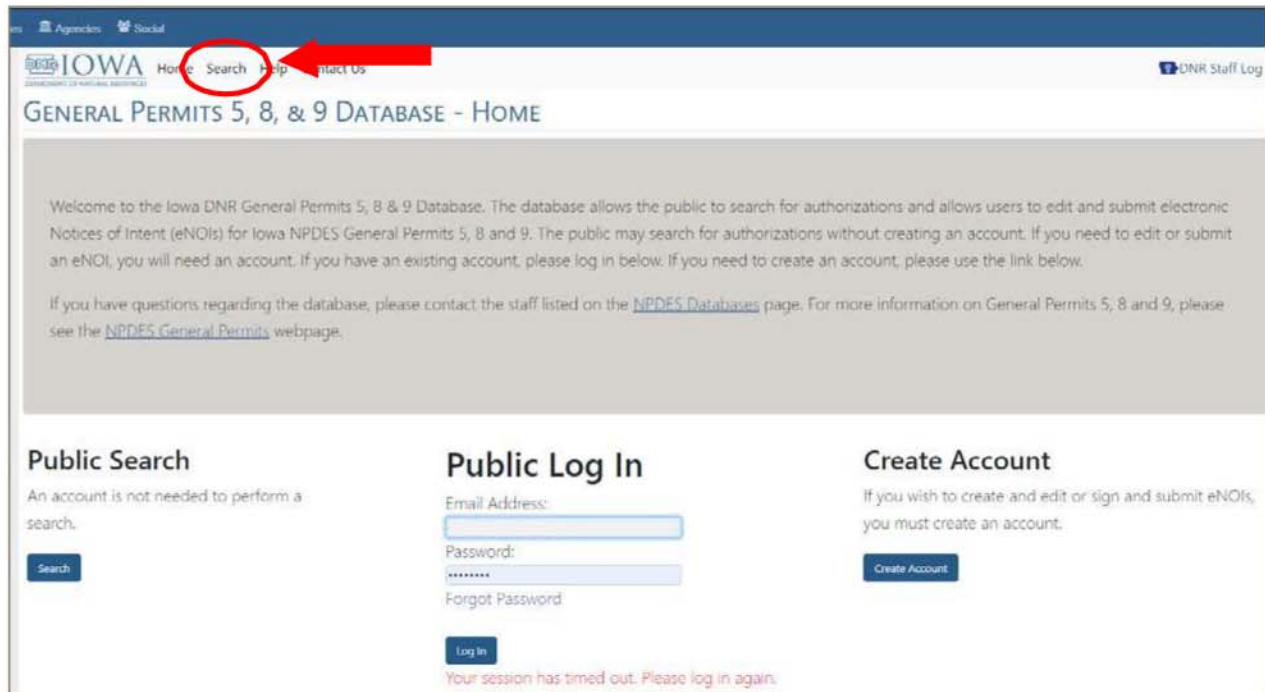 Agencies Social
IOWA Home Search Help Contact Us DNR Staff Log
DEPARTMENT OF NATURAL RESOURCES
GENERAL PERMITS 5, 8, & 9 DATABASE - HOME
Welcome to the Iowa DNR General Permits 5, 8 & 9 Database. The database allows the public to search for authorizations and allows users to edit and submit electronic
Notices of Intent (eNOIs) for Iowa NPDES General Permits 5, 8 and 9. The public may search for authorizations without creating an account. If you need to edit or submit
an eNOI, you will need an account. If you have an existing account, please log in below. If you need to create an account, please use the link below.
If you have questions regarding the database, please contact the staff listed on the NPDES Databases page. For more information on General Permits 5, 8 and 9, please
see the NPDES General Permits webpage.
Public Search
An account is not needed to perform a
search.
Search
Public Log In
Email Address:
Password:
••••••••
Forgot Password
Log In
Your session has timed out. Please log in again.
Create Account
If you wish to create and edit or sign and submit eNOIs,
you must create an account.
Create Account